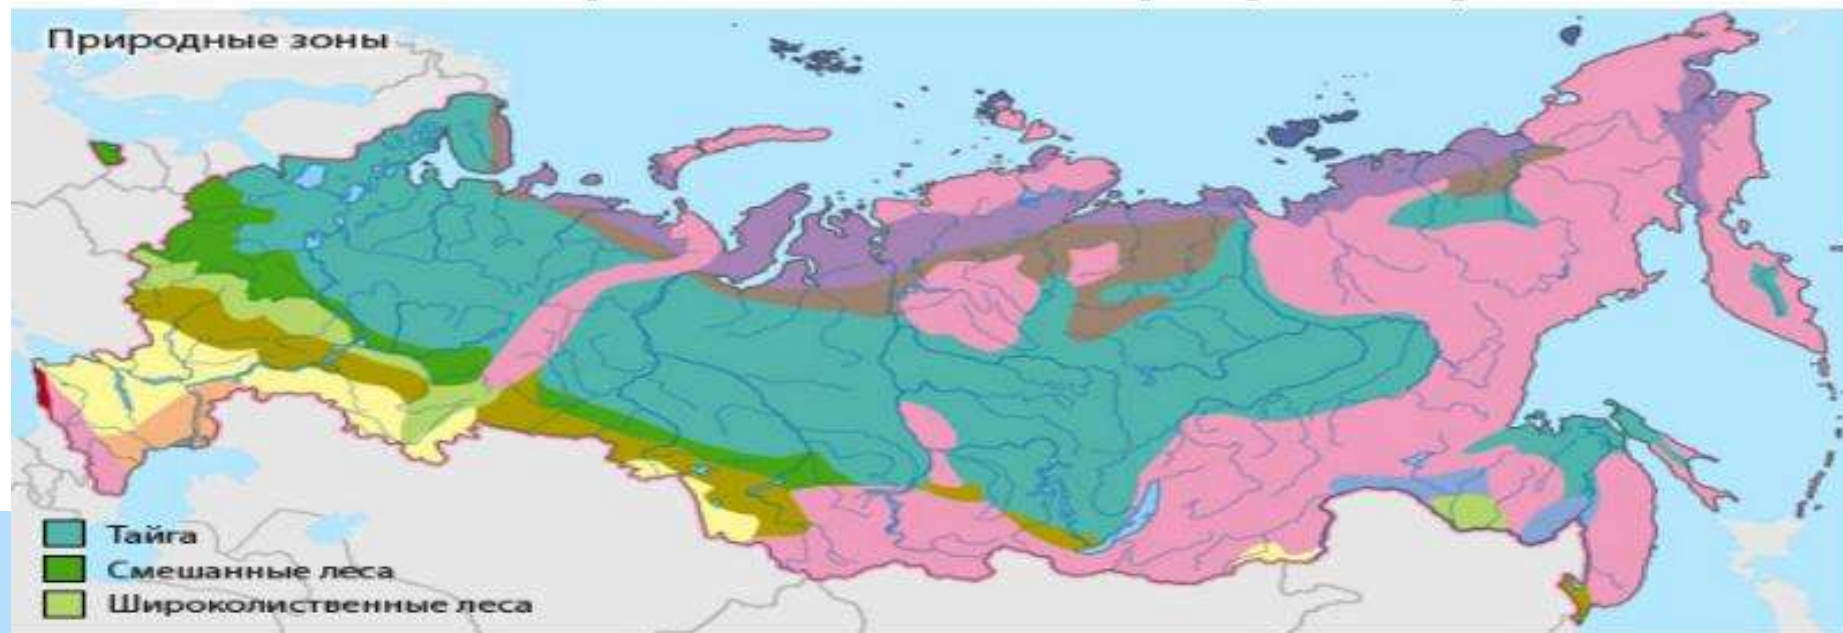 Природные зоны
Тайга
Смешанные леса
Широколиственные леса